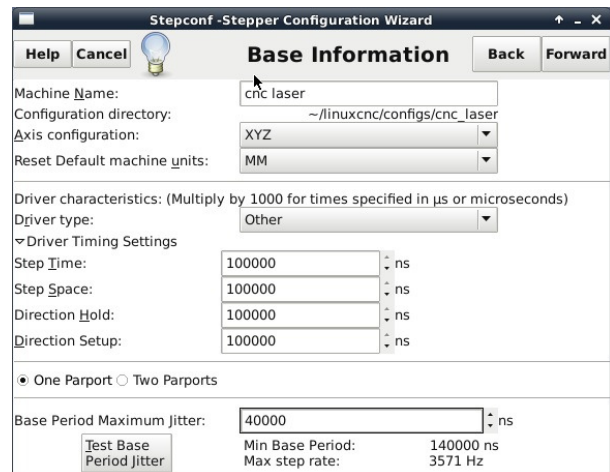 Stepconf -Stepper Configuration Wizard
Help Cancel Base Information Back Forward
Machine Name: cnc laser
Configuration directory: ~/linuxcnc/configs/cnc_laser
Axis configuration: XYZ
Reset Default machine units: MM
Driver characteristics: (Multiply by 1000 for times specified in µs or microseconds)
Driver type: Other
Driver Timing Settings
Step Time: 100000 ns
Step Space: 100000 ns
Direction Hold: 100000 ns
Direction Setup: 100000 ns
One Parport Two Parports
Base Period Maximum Jitter: 40000 ns
Test Base Period Jitter
Min Base Period: 140000 ns
Max step rate: 3571 Hz